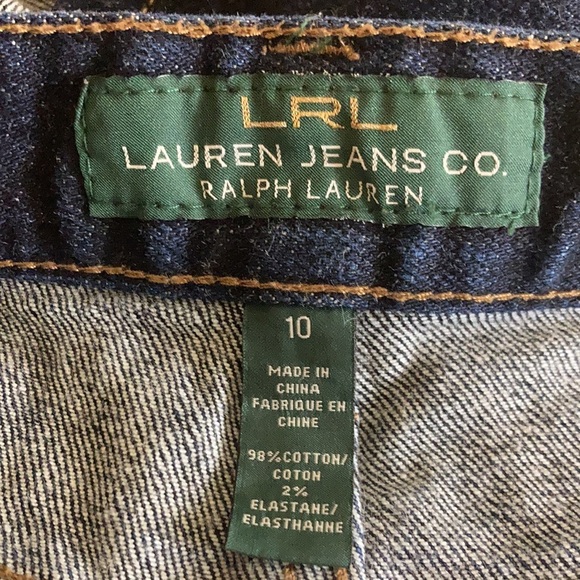 LRL
LAUREN JEANS CO.
RALPH LAUREN
10
MADE IN
CHINA
FABRIQUE EN
CHINE
98%COTTON/
COTON
2%
ELASTANE/
ELASTHANNE